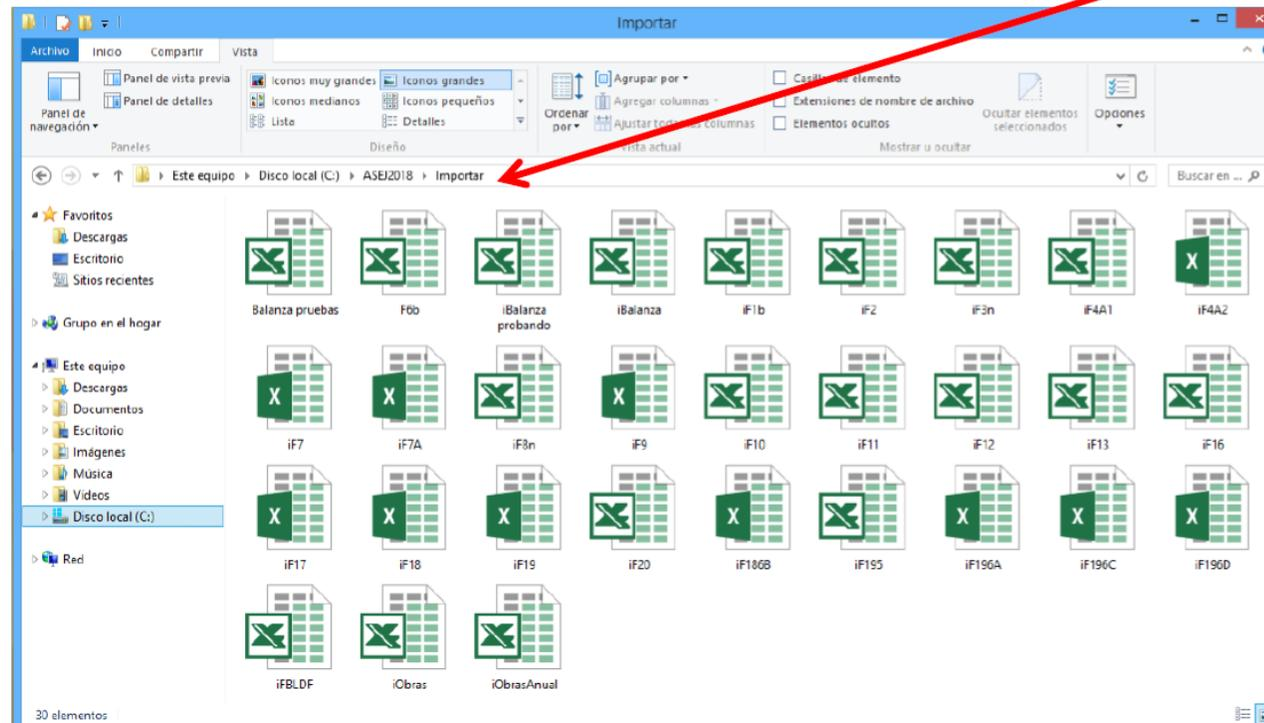 Importar
Archivo Inicio Compartir Vista
Panel de navegación
Panel de vista previa
Panel de detalles
Paneles
Iconos muy grandes Iconos grandes
Iconos medianos Iconos pequeños
Lista Detalles
Diseño
Ordenar por
Agrupar por
Agregar columnas
Ajustar todas las columnas
Vista actual
Casillas de elemento
Extensiones de nombre de archivo
Elementos ocultos
Ocultar elementos seleccionados
Mostrar u ocultar
Opciones
Este equipo Disco local (C:) ASEJ2018 Importar
Buscar en ...
Favoritos
Descargas
Escritorio
Sitios recientes
Grupo en el hogar
Este equipo
Descargas
Documentos
Escritorio
Imágenes
Música
Videos
Disco local (C:)
Red
Balanza pruebas F6b iBalanza probando iBalanza iF1b iF2 iF3n iF4A1 iF4A2
iF7 iF7A iF8n iF9 iF10 iF11 iF12 iF13 iF16
iF17 iF18 iF19 iF20 iF186B iF195 iF196A iF196C iF196D
iFBLDF iObras iObrasAnual
30 elementos